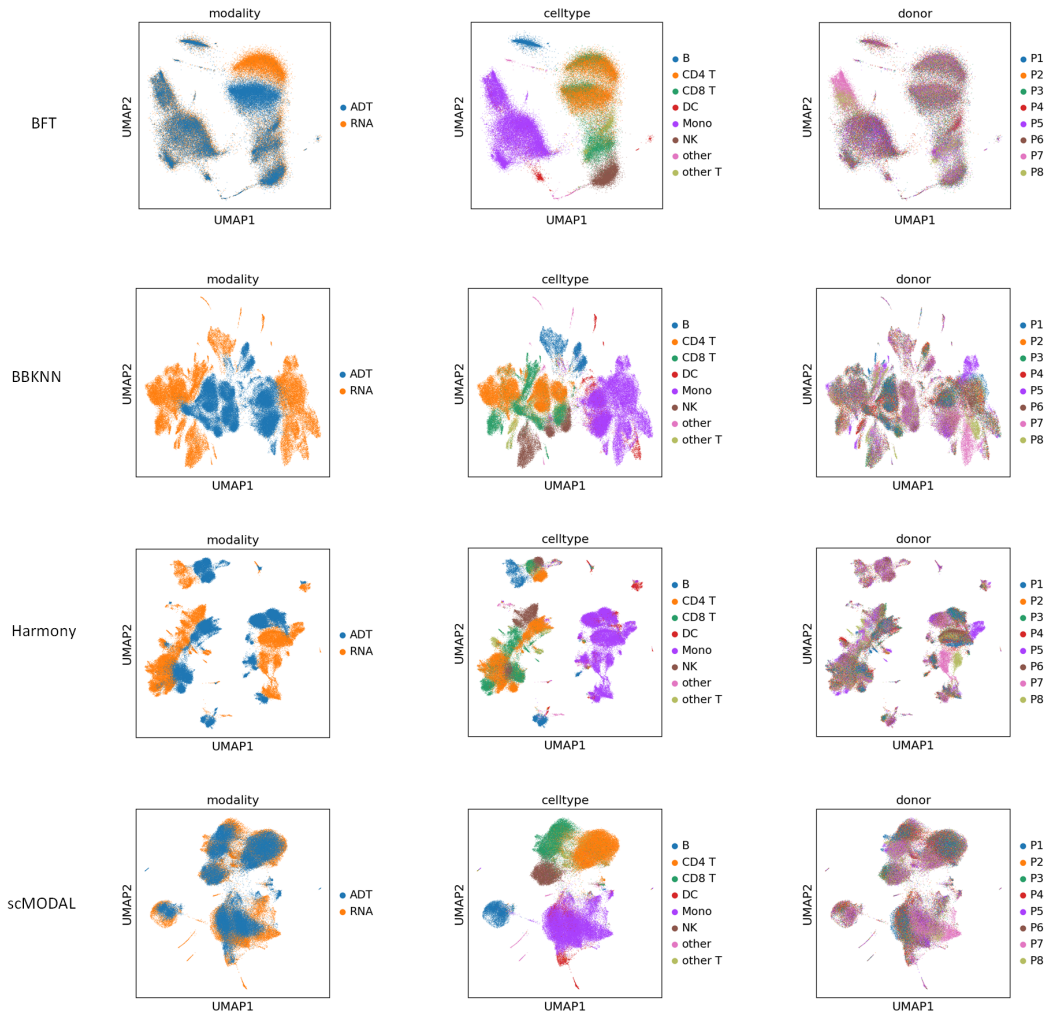 modality
celltype
donor
BFT
UMAP2
UMAP1
ADT
RNA
UMAP2
UMAP1
B
CD4 T
CD8 T
DC
Mono
NK
other
other T
UMAP2
UMAP1
P1
P2
P3
P4
P5
P6
P7
P8
modality
celltype
donor
BBKNN
UMAP2
UMAP1
ADT
RNA
UMAP2
UMAP1
B
CD4 T
CD8 T
DC
Mono
NK
other
other T
UMAP2
UMAP1
P1
P2
P3
P4
P5
P6
P7
P8
modality
celltype
donor
Harmony
UMAP2
UMAP1
ADT
RNA
UMAP2
UMAP1
B
CD4 T
CD8 T
DC
Mono
NK
other
other T
UMAP2
UMAP1
P1
P2
P3
P4
P5
P6
P7
P8
modality
celltype
donor
scMODAL
UMAP2
UMAP1
ADT
RNA
UMAP2
UMAP1
B
CD4 T
CD8 T
DC
Mono
NK
other
other T
UMAP2
UMAP1
P1
P2
P3
P4
P5
P6
P7
P8